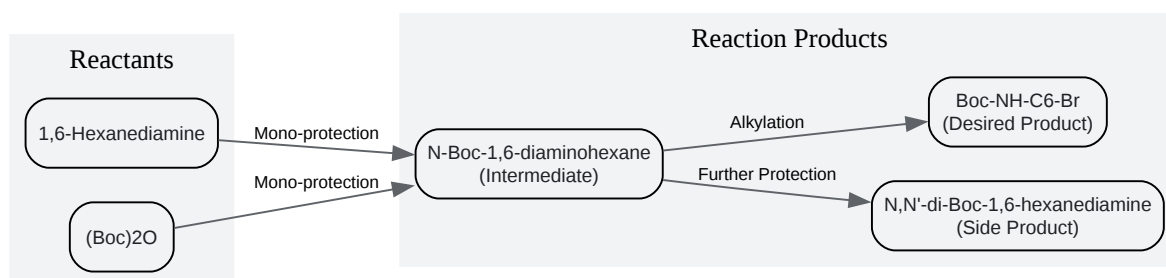 Reactants
Reaction Products
1,6-Hexanediamine
(Boc)2O
Mono-protection
Mono-protection
N-Boc-1,6-diaminohexane
(Intermediate)
Alkylation
Further Protection
Boc-NH-C6-Br
(Desired Product)
N,N'-di-Boc-1,6-hexanediamine
(Side Product)